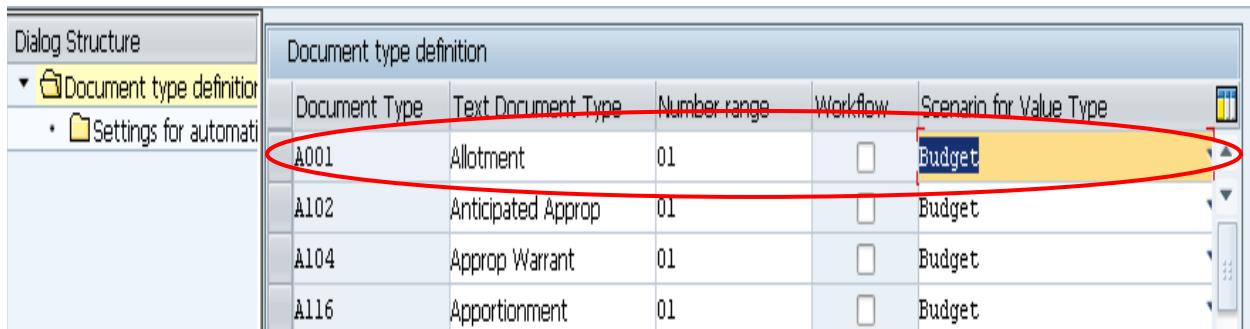 Dialog Structure
Document type definition
Settings for automati
Document type definition
Document Type Text Document Type Number range Workflow Scenario for Value Type
A001 Allotment 01 Budget
A102 Anticipated Approp 01 Budget
A104 Approp Warrant 01 Budget
A116 Apportionment 01 Budget